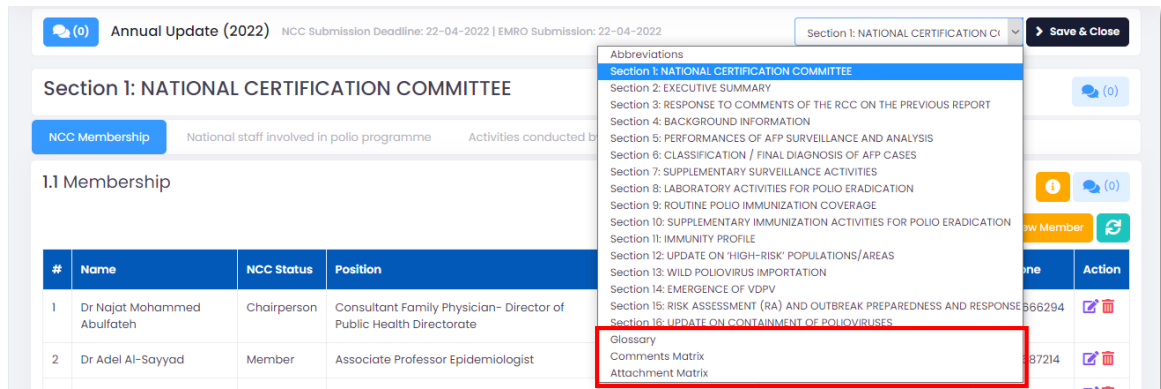 (0) Annual Update (2022) NCC Submission Deadline: 22-04-2022 | EMRO Submission: 22-04-2022 Section 1: NATIONAL CERTIFICATION Save & Close
Abbreviations
Section 1: NATIONAL CERTIFICATION COMMITTEE
Section 2: EXECUTIVE SUMMARY
Section 3: RESPONSE TO COMMENTS OF THE RCC ON THE PREVIOUS REPORT
Section 4: BACKGROUND INFORMATION
Section 5: PERFORMANCES OF AFP SURVEILLANCE AND ANALYSIS
Section 6: CLASSIFICATION / FINAL DIAGNOSIS OF AFP CASES
Section 7: SUPPLEMENTARY SURVEILLANCE ACTIVITIES
Section 8: LABORATORY ACTIVITIES FOR POLIO ERADICATION
Section 9: ROUTINE POLIO IMMUNIZATION COVERAGE
Section 10: SUPPLEMENTARY IMMUNIZATION ACTIVITIES FOR POLIO ERADICATION
Section 11: IMMUNITY PROFILE
Section 12: UPDATE ON 'HIGH-RISK' POPULATIONS/AREAS
Section 13: WILD POLIOVIRUS IMPORTATION
Section 14: EMERGENCE OF VDPV
Section 15: RISK ASSESSMENT (RA) AND OUTBREAK PREPAREDNESS AND RESPONSE
Section 16: UPDATE ON CONTAINMENT OF POLIOVIRUSES
Glossary
Comments Matrix
Attachment Matrix
Section 1: NATIONAL CERTIFICATION COMMITTEE (0)
NCC Membership National staff involved in polio programme Activities conducted
1.1 Membership (0)
Member
# Name NCC Status Position Action
1 Dr Najat Mohammed Chairperson Consultant Family Physician- Director of 666294
Abulfateh Public Health Directorate
2 Dr Adel Al-Sayyad Member Associate Professor Epidemiologist 87214